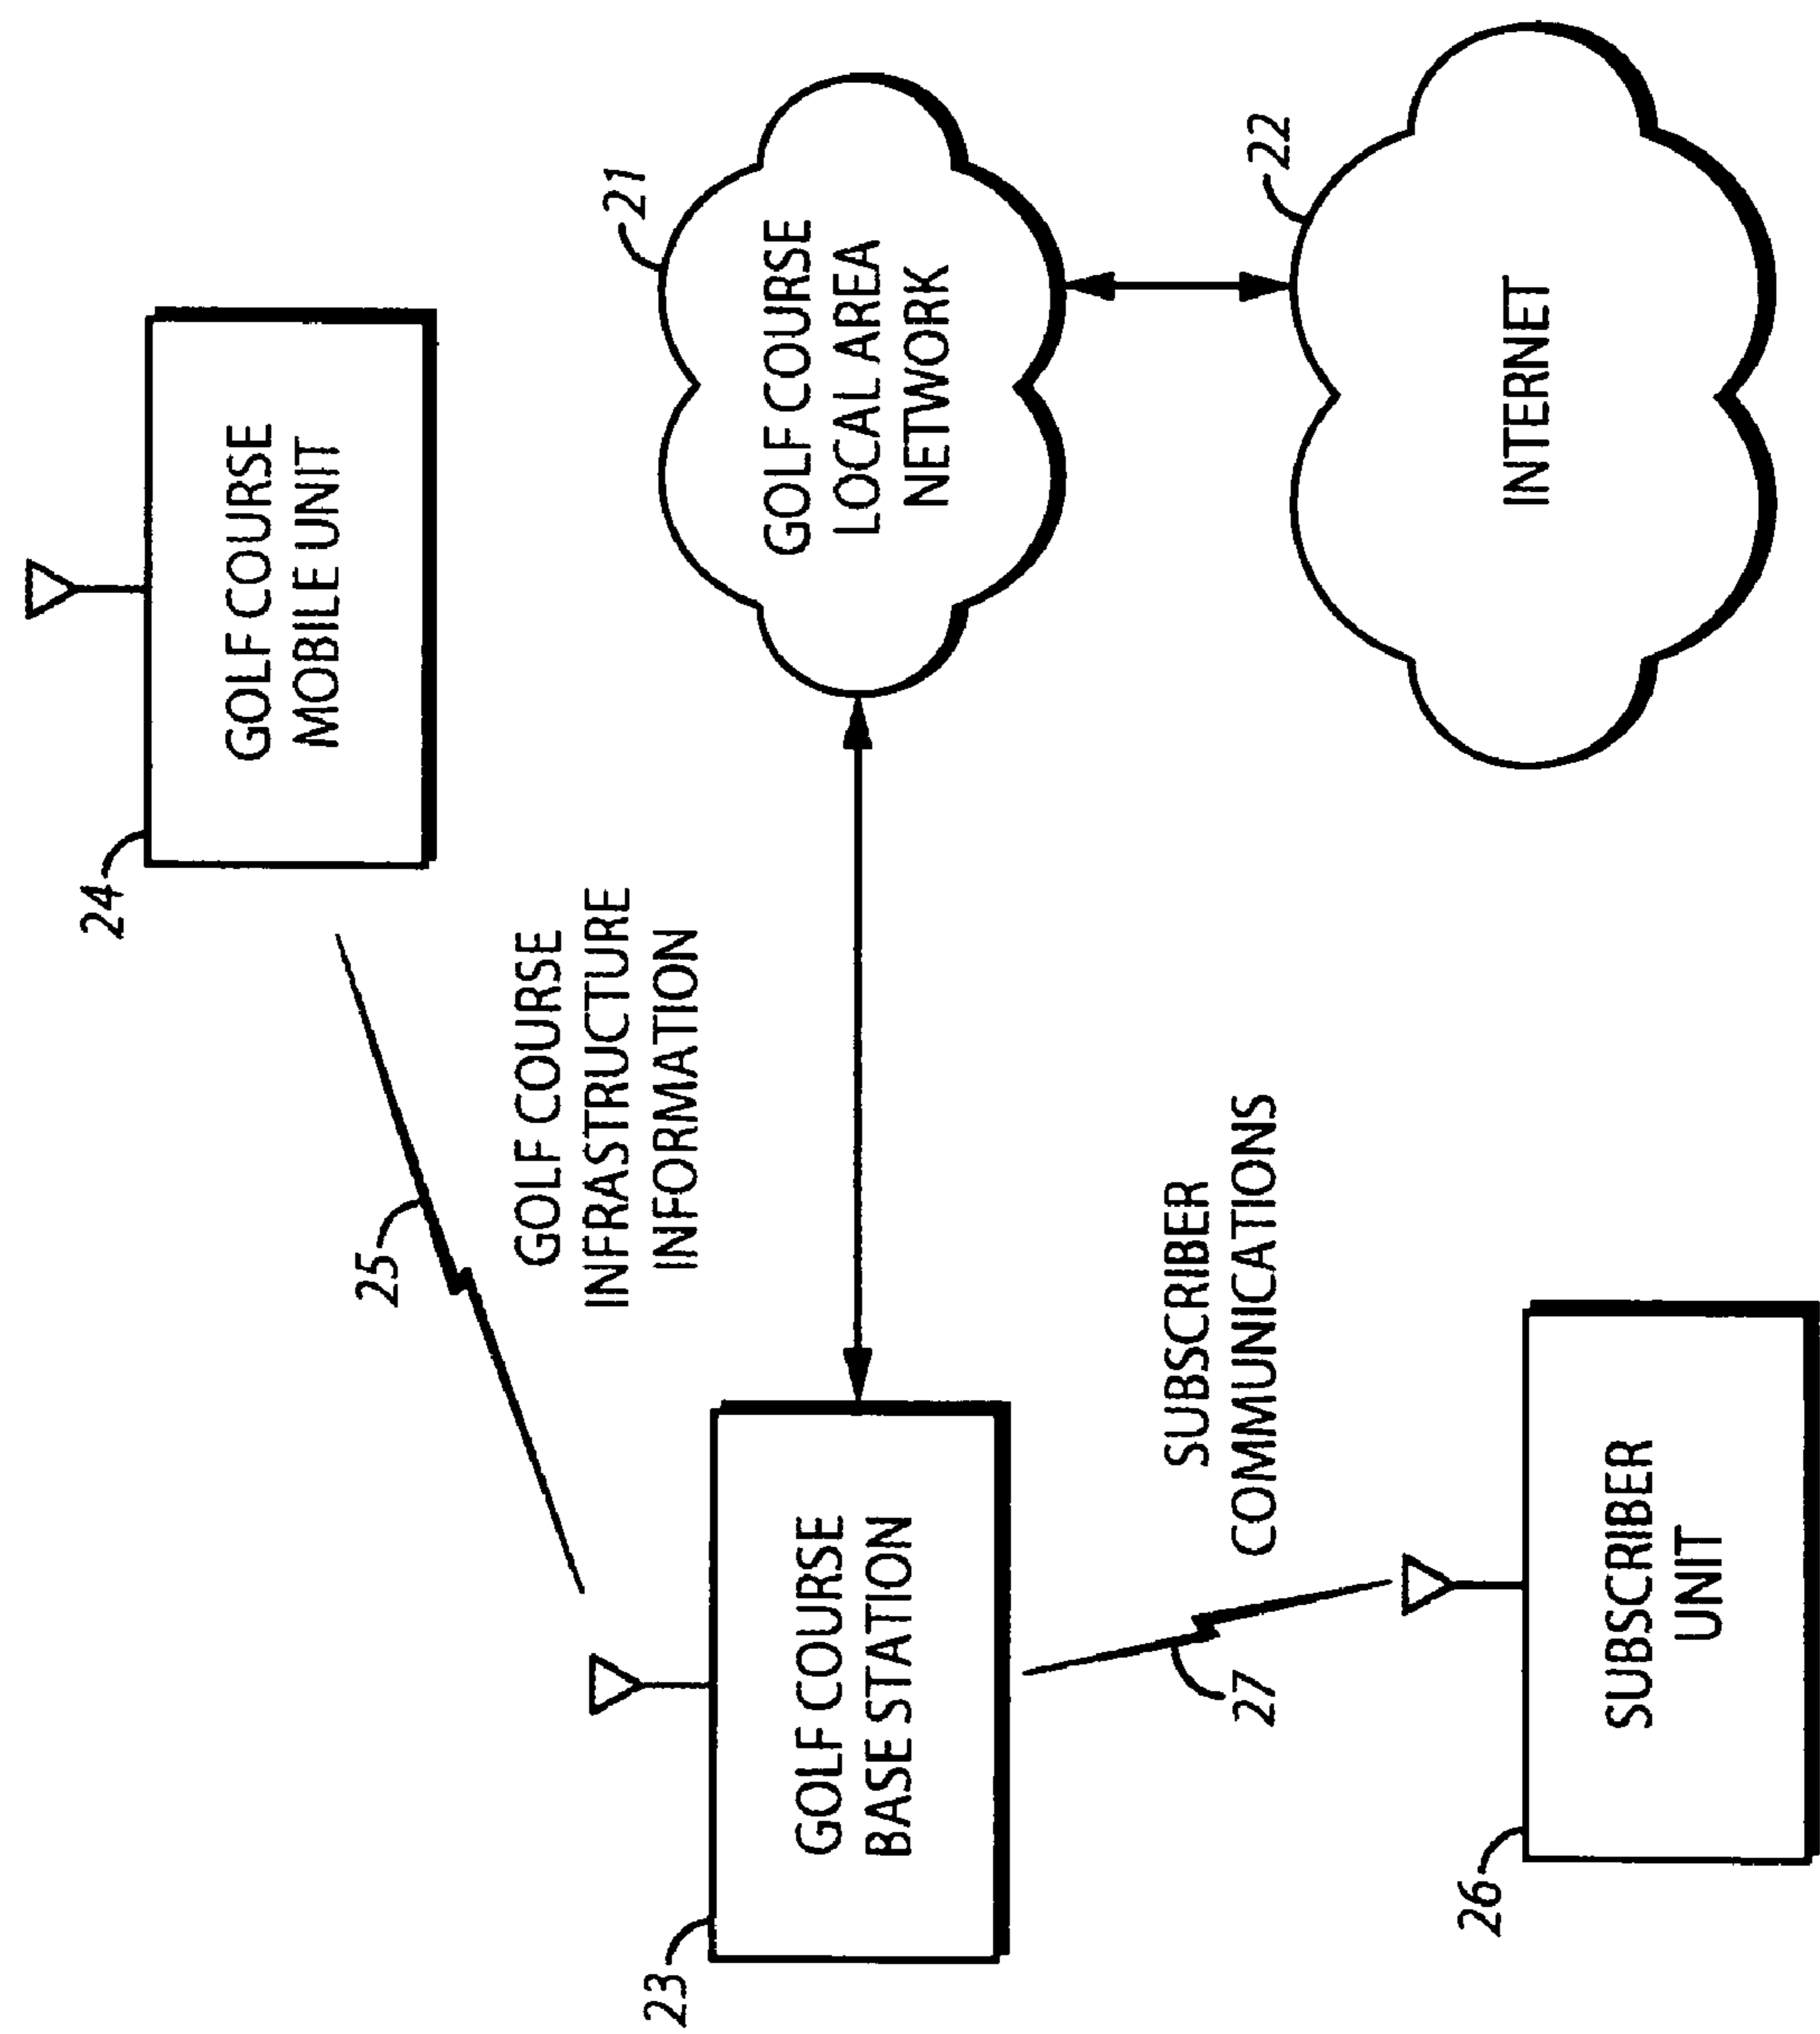 24
GOLF COURSE
MOBILE UNIT
25
GOLF COURSE
INFRASTRUCTURE
INFORMATION
23
GOLF COURSE
BASE STATION
21
GOLF COURSE
LOCAL AREA
NETWORK
27
SUBSCRIBER
COMMUNICATIONS
22
INTERNET
26
SUBSCRIBER
UNIT